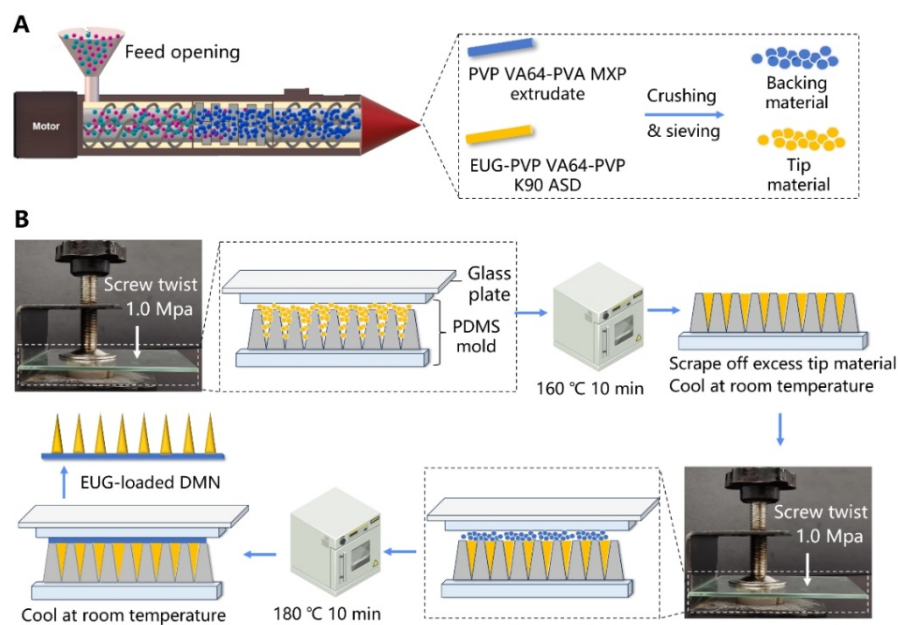 A
Feed opening
Motor
PVP VA64-PVA MXP
extrudate
EUG-PVP VA64-PVP
K90 ASD
Crushing
& sieving
Backing
material
Tip
material
B
Screw twist
1.0 Mpa
Glass
plate
PDMS
mold
160 ℃ 10 min
Scrape off excess tip material
Cool at room temperature
EUG-loaded DMN
Cool at room temperature
180 ℃ 10 min
Screw twist
1.0 Mpa